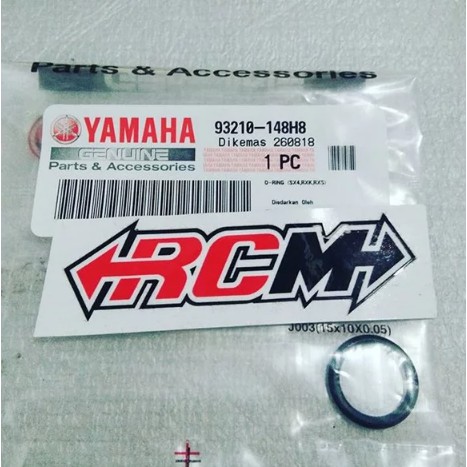 Parts & Accessories
YAMAHA
93210-148H8
Dikemas 260818
GENUINE
Parts & Accessories
1 PC
Diedarkan Oleh
RCM
J003(15x10X0.05)